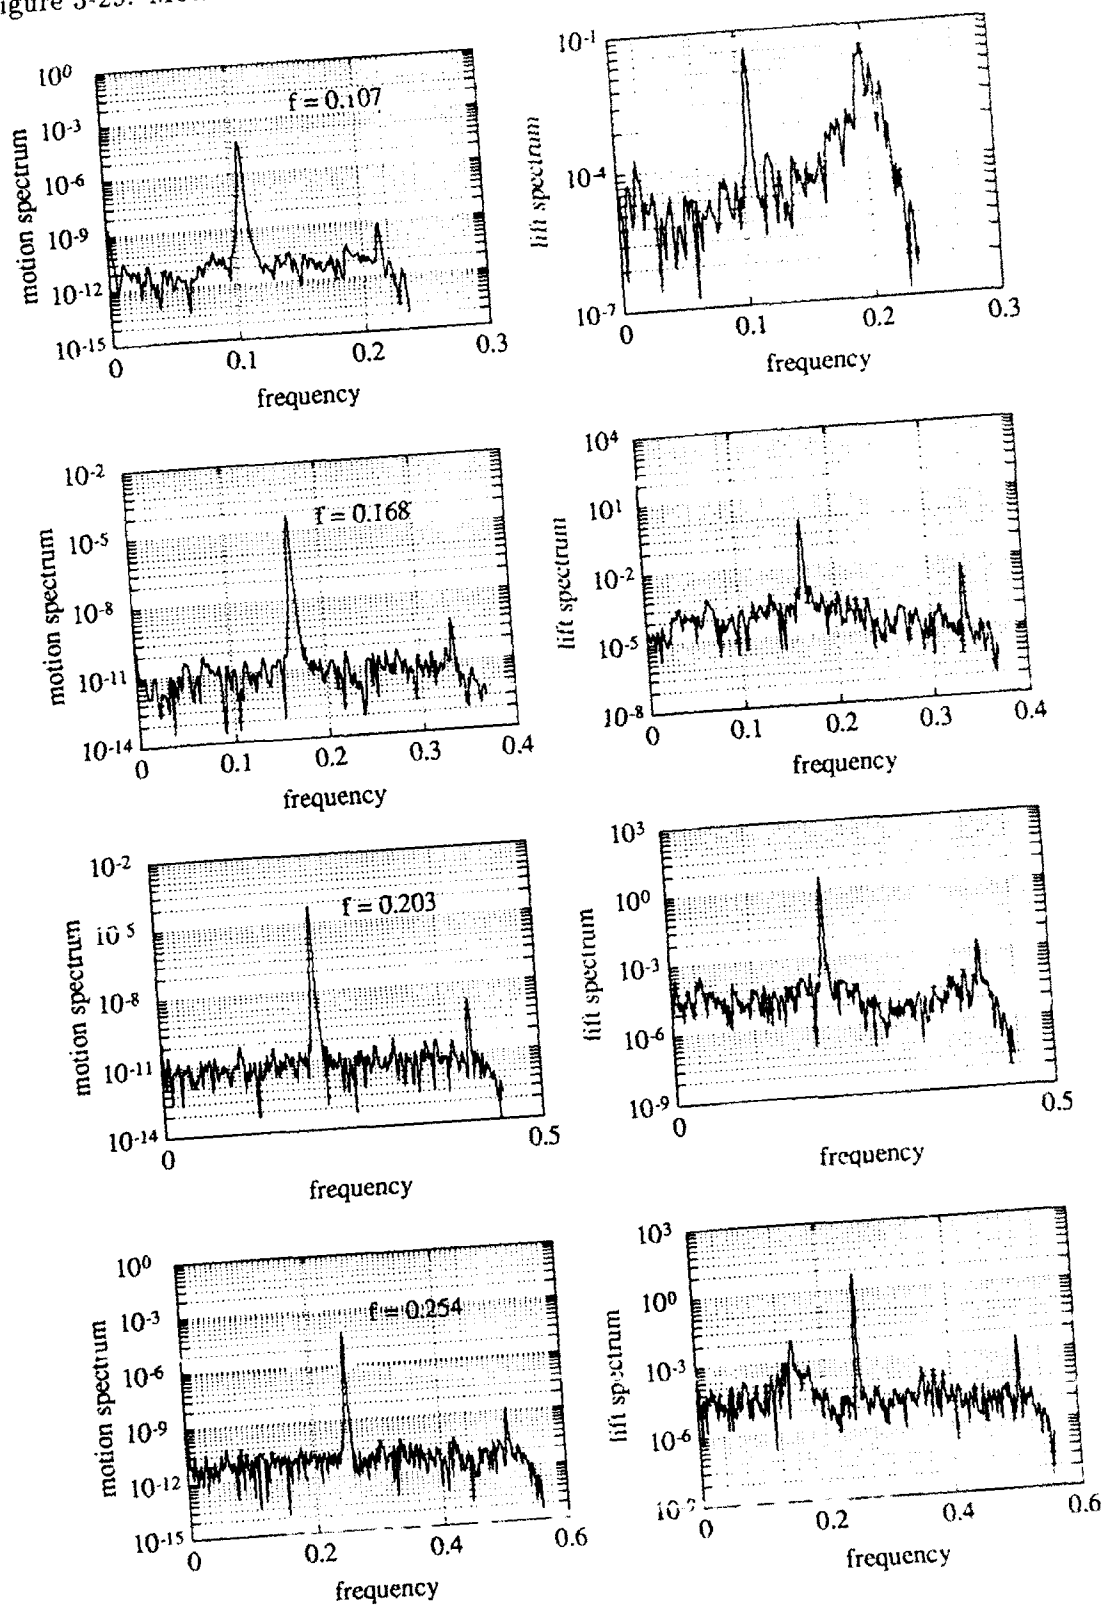 igure 3-23:
10⁰
10⁻³
10⁻⁶
10⁻⁹
10⁻¹²
10⁻¹⁵
motion spectrum
f = 0.107
0 0.1 0.2 0.3
frequency
10⁻¹
10⁻⁴
10⁻⁷
lift spectrum
0 0.1 0.2 0.3
frequency
10⁻²
10⁻⁵
10⁻⁸
10⁻¹¹
10⁻¹⁴
motion spectrum
f = 0.168
0 0.1 0.2 0.3 0.4
frequency
10⁴
10¹
10⁻²
10⁻⁵
10⁻⁸
lift spectrum
0 0.1 0.2 0.3 0.4
frequency
10⁻²
10⁻⁵
10⁻⁸
10⁻¹¹
10⁻¹⁴
motion spectrum
f = 0.203
0 0.5
frequency
10³
10⁰
10⁻³
10⁻⁶
10⁻⁹
lift spectrum
0 0.5
frequency
10⁰
10⁻³
10⁻⁶
10⁻⁹
10⁻¹²
10⁻¹⁵
motion spectrum
f = 0.254
0 0.2 0.4 0.6
frequency
10³
10⁰
10⁻³
10⁻⁶
lift spectrum
0 0.2 0.4 0.6
frequency